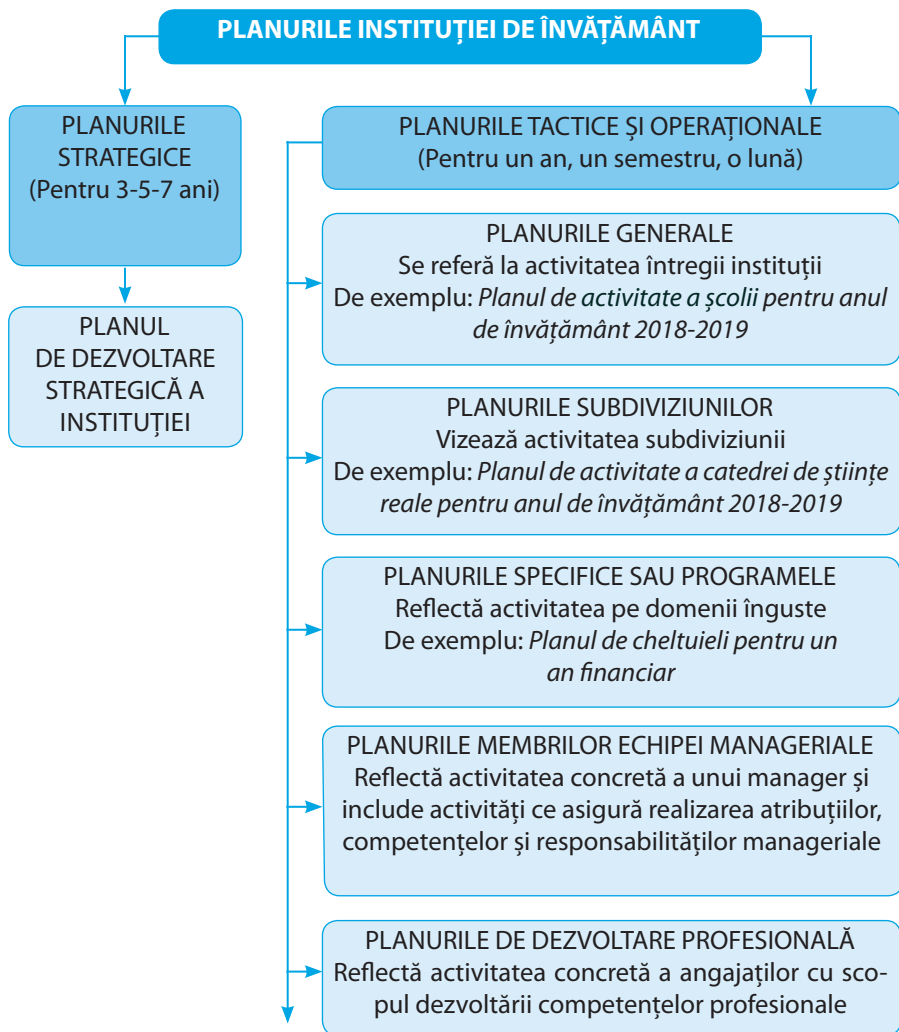 PLANURILE INSTITUȚIEI DE ÎNVĂȚĂMÂNT
PLANURILE
STRATEGICE
(Pentru 3-5-7 ani)
PLANUL
DE DEZVOLTARE
STRATEGICĂ A
INSTITUȚIEI
PLANURILE TACTICE ȘI OPERAȚIONALE
(Pentru un an, un semestru, o lună)
PLANURILE GENERALE
Se referă la activitatea întregii instituții
De exemplu: Planul de activitate a școlii pentru anul
de învățământ 2018-2019
PLANURILE SUBDIVIZIUNILOR
Vizează activitatea subdiviziunii
De exemplu: Planul de activitate a catedrei de științe
reale pentru anul de învățământ 2018-2019
PLANURILE SPECIFICE SAU PROGRAMELE
Reflectă activitatea pe domenii înguste
De exemplu: Planul de cheltuieli pentru un
an financiar
PLANURILE MEMBRILOR ECHIPEI MANAGERIALE
Reflectă activitatea concretă a unui manager și
include activități ce asigură realizarea atribuțiilor,
competențelor și responsabilităților manageriale
PLANURILE DE DEZVOLTARE PROFESIONALĂ
Reflectă activitatea concretă a angajaților cu sco-
pul dezvoltării competențelor profesionale